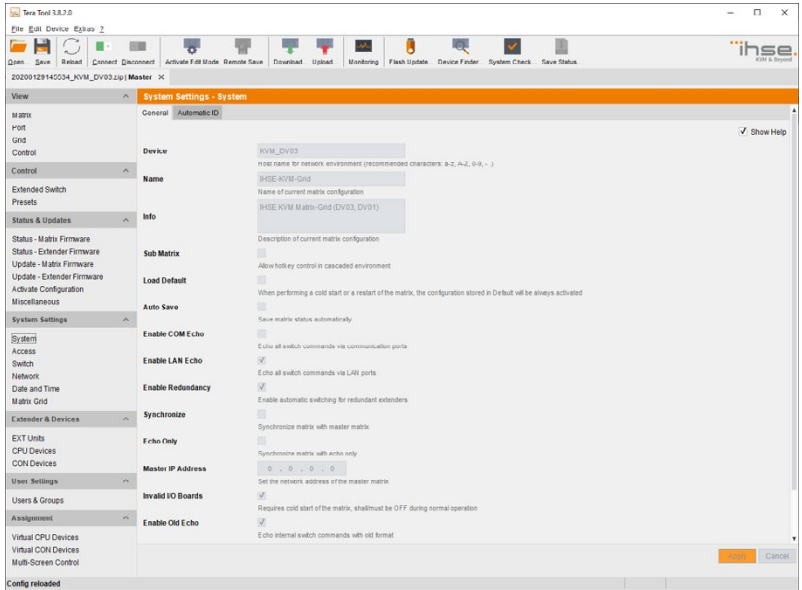 Tera Tool 3.8.2.0
File Edit Device Extras ?
Open... Save Reload Connect Disconnect Activate Edit Mode Remote Save Download... Upload... Monitoring Flash Update... Device Finder... System Check... Save Status...
ihse.
KVM & Beyond
20200129145534_KVM_DV03.zip | Master
View
Matrix
Port
Grid
Control
Control
Extended Switch
Presets
Status & Updates
Status - Matrix Firmware
Status - Extender Firmware
Update - Matrix Firmware
Update - Extender Firmware
Activate Configuration
Miscellaneous
System Settings
System
Access
Switch
Network
Date and Time
Matrix Grid
Extender & Devices
EXT Units
CPU Devices
CON Devices
User Settings
Users & Groups
Assignment
Virtual CPU Devices
Virtual CON Devices
Multi-Screen Control
System Settings - System
General Automatic ID
Show Help
Device KVM_DV03
Host name for network environment (recommended characters: a-z, A-Z, 0-9, -, .)
Name IHSE-KVM-Grid
Name of current matrix configuration
Info IHSE KVM Matrix-Grid (DV03, DV01)
Description of current matrix configuration
Sub Matrix
Allow hotkey control in cascaded environment
Load Default
When performing a cold start or a restart of the matrix, the configuration stored in Default will be always activated
Auto Save
Save matrix status automatically
Enable COM Echo
Echo all switch commands via communication ports
Enable LAN Echo
Echo all switch commands via LAN ports
Enable Redundancy
Enable automatic switching for redundant extenders
Synchronize
Synchronize matrix with master matrix
Echo Only
Synchronize matrix with echo only
Master IP Address 0 . 0 . 0 . 0
Set the network address of the master matrix
Invalid I/O Boards
Requires cold start of the matrix, shall/must be OFF during normal operation
Enable Old Echo
Echo internal switch commands with old format
Apply Cancel
Config reloaded